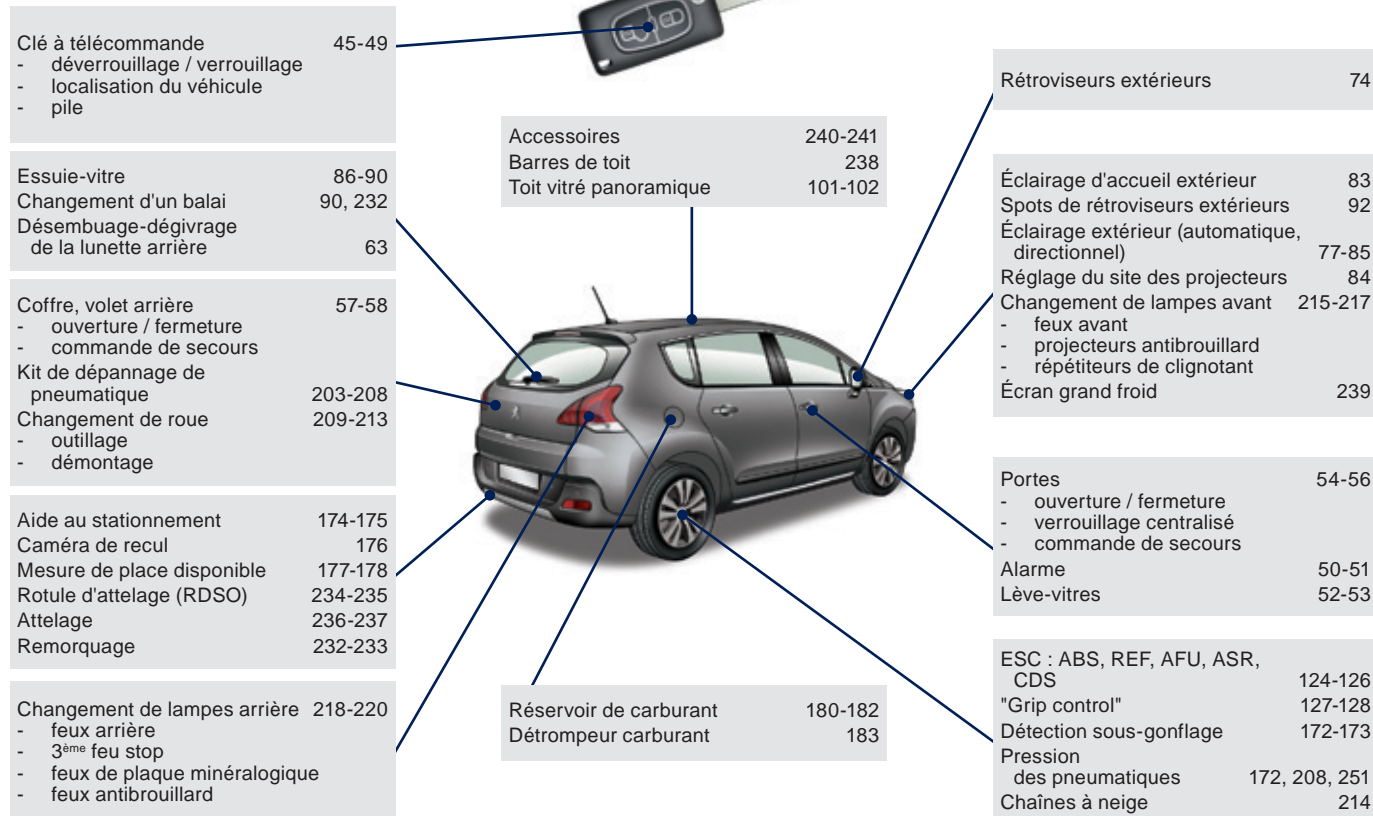 Clé à télécommande 45-49
- déverrouillage / verrouillage
- localisation du véhicule
- pile
Essuie-vitre 86-90
Changement d'un balai 90, 232
Désembuage-dégivrage
de la lunette arrière 63
Coffre, volet arrière 57-58
- ouverture / fermeture
- commande de secours
Kit de dépannage de
pneumatique 203-208
Changement de roue 209-213
- outillage
- démontage
Aide au stationnement 174-175
Caméra de recul 176
Mesure de place disponible 177-178
Rotule d'attelage (RDSO) 234-235
Attelage 236-237
Remorquage 232-233
Changement de lampes arrière 218-220
- feux arrière
- 3ème feu stop
- feux de plaque minéralogique
- feux antibrouillard
Accessoires 240-241
Barres de toit 238
Toit vitré panoramique 101-102
Réservoir de carburant 180-182
Détrompeur carburant 183
Rétroviseurs extérieurs 74
Éclairage d'accueil extérieur 83
Spots de rétroviseurs extérieurs 92
Éclairage extérieur (automatique,
directionnel) 77-85
Réglage du site des projecteurs 84
Changement de lampes avant 215-217
- feux avant
- projecteurs antibrouillard
- répétiteurs de clignotant
Écran grand froid 239
Portes 54-56
- ouverture / fermeture
- verrouillage centralisé
- commande de secours
Alarme 50-51
Lève-vitres 52-53
ESC : ABS, REF, AFU, ASR,
CDS 124-126
"Grip control" 127-128
Détection sous-gonflage 172-173
Pression
des pneumatiques 172, 208, 251
Chaînes à neige 214